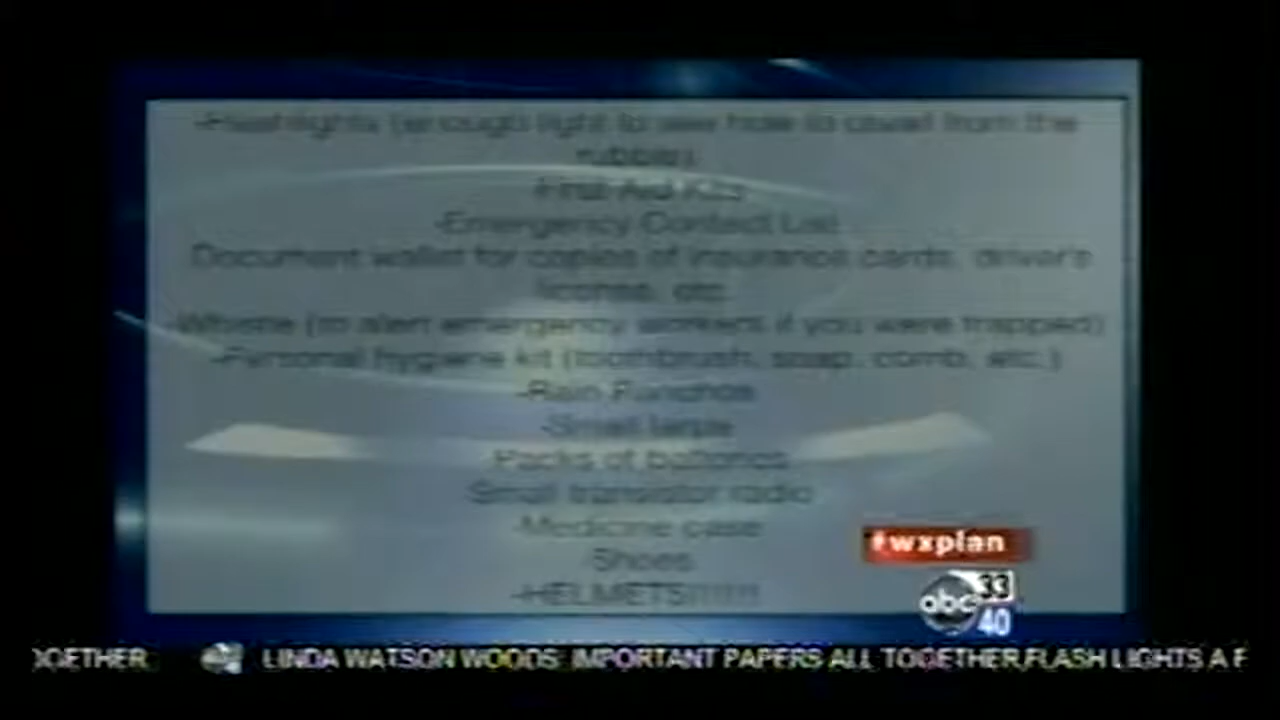 -Flashlights (enough light to see hole to crawl from the
rubble)
-First Aid Kits
-Emergency Contact List
Document wallet for copies of insurance cards, driver's
license, etc
-Whistle (to alert emergency workers if you were trapped)
-Personal hygiene kit (toothbrush, soap, comb, etc.)
-Rain Ponchos
-Small
Packs of
Small transistor radio
-Medicine case
Shoes
-HELMETS!!!!!!
#wxplan
abc 33
40
OGETHER LINDA WATSON WOODS: IMPORTANT PAPERS ALL TOGETHER,FLASH LIGHTS A F